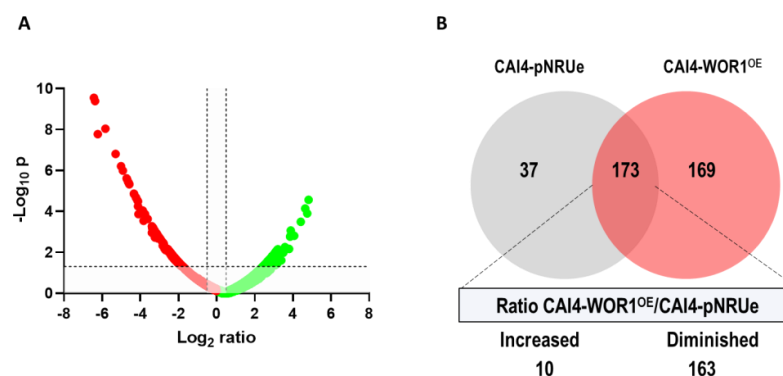 A
-Log10 p
10
8
6
4
2
0
-8 -6 -4 -2 0 2 4 6 8
Log2 ratio
B
CAI4-pNRUe CAI4-WOR1OE
37 173 169
Ratio CAI4-WOR1OE/CAI4-pNRUe
Increased Diminished
10 163